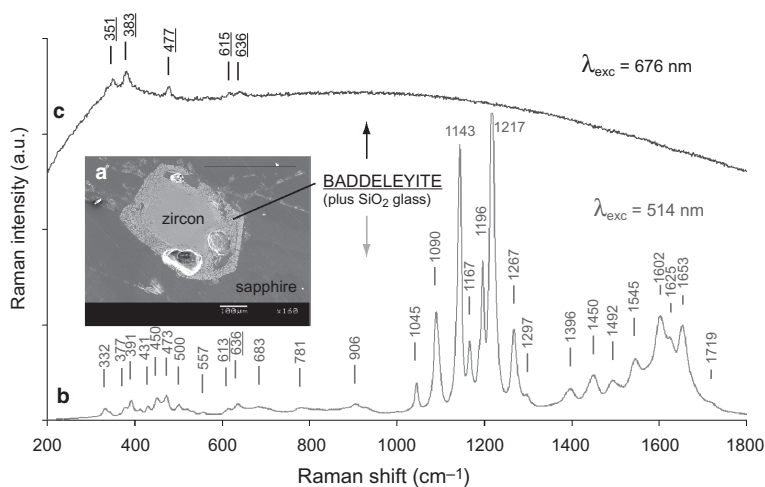 351
383
477
615
636
λexc = 676 nm
c
1143
1217
a
BADDELEYITE
(plus SiO2 glass)
zircon
sapphire
100μm ×160
λexc = 514 nm
1045
1090
1167
1196
1267
1297
1396
1450
1492
1545
1602
1625
1653
1719
332
377
391
431
450
473
500
557
613
636
683
781
906
b
Raman intensity (a.u.)
200 400 600 800 1000 1200 1400 1600 1800
Raman shift (cm–1)